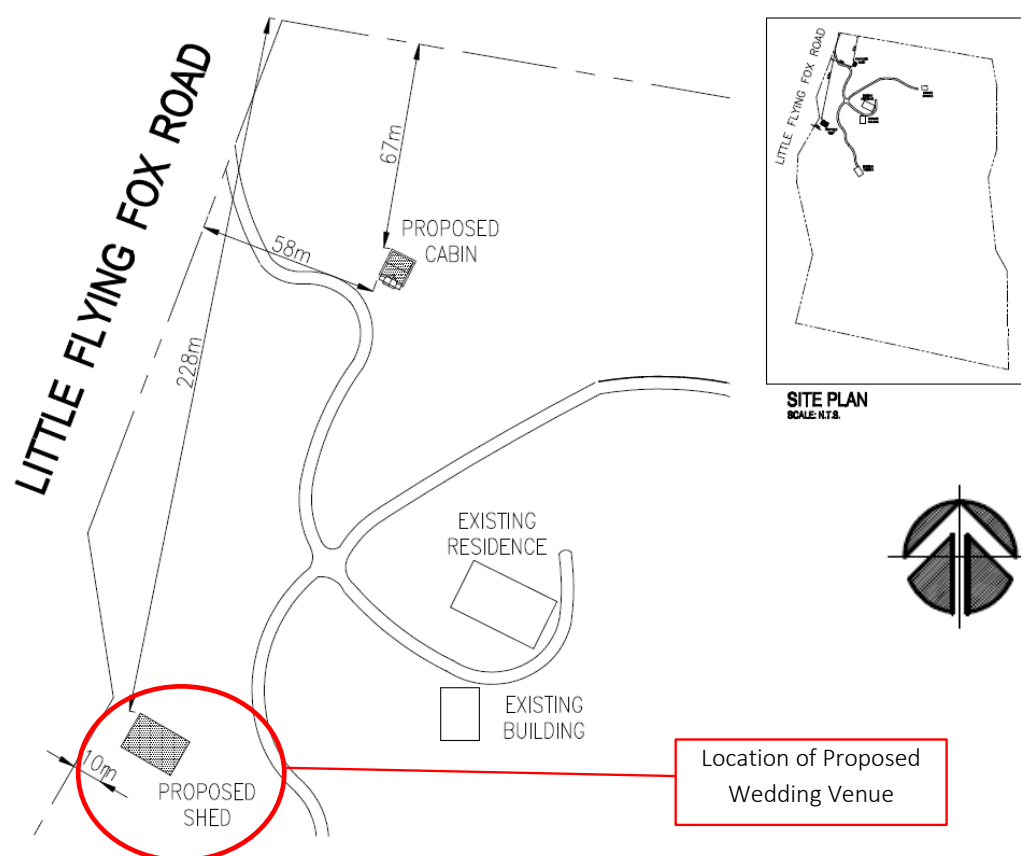 LITTLE FLYING FOX ROAD
67m
58m
228m
PROPOSED
CABIN
EXISTING
RESIDENCE
EXISTING
BUILDING
10m
PROPOSED
SHED
Location of Proposed
Wedding Venue
LITTLE FLYING FOX ROAD
SITE PLAN
SCALE: N.T.S.